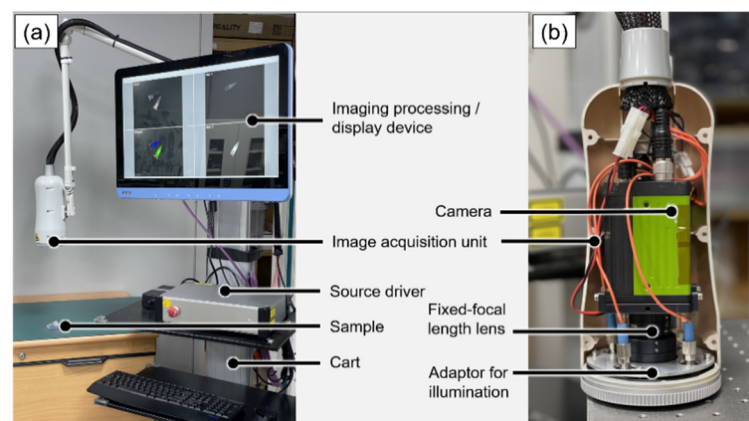 (a)
(b)
Imaging processing /
display device
Camera
Image acquisition unit
Source driver
Fixed-focal
length lens
Sample
Cart
Adaptor for
illumination